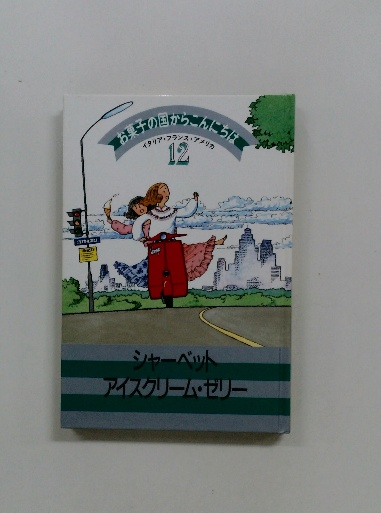 お菓子の国からこんにちは
イタリア・フランス・アメリカ
12
シャーベット
アイスクリーム・ゼリー